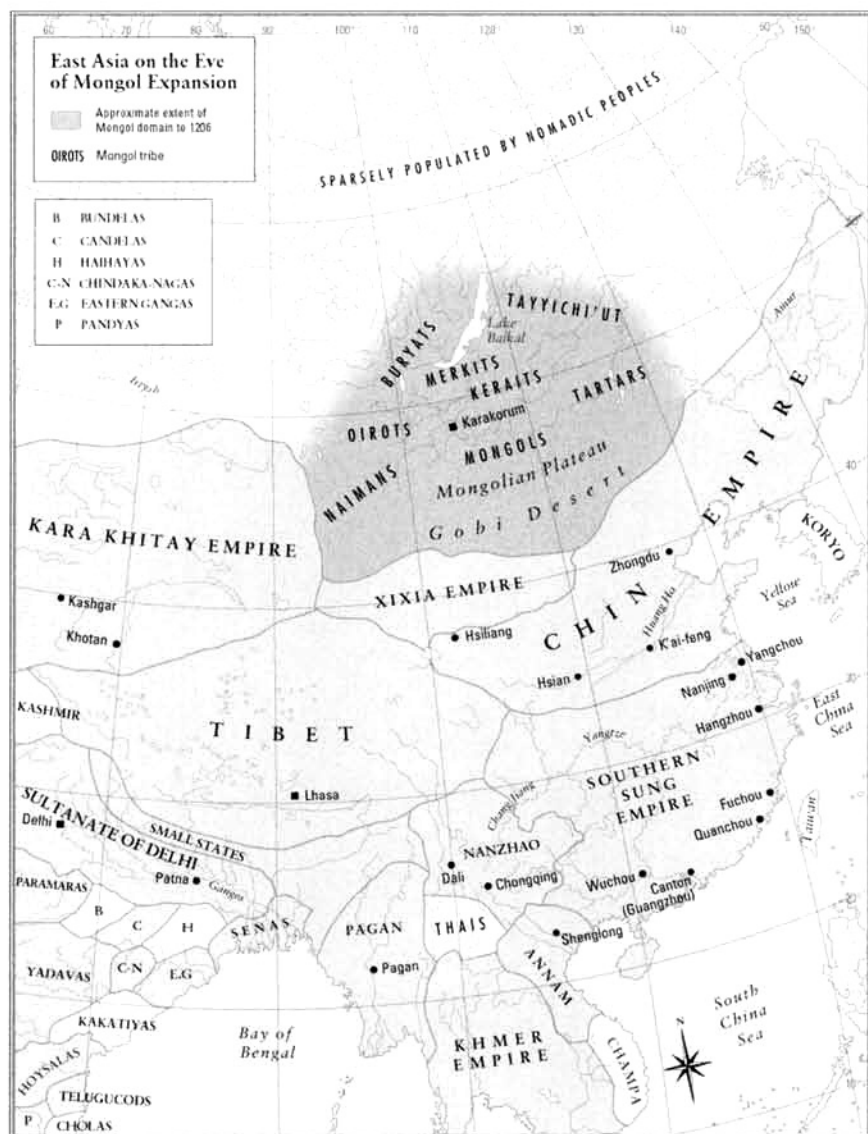 60°
70°
80°
90°
100°
110°
120°
130°
140°
150°
East Asia on the Eve
of Mongol Expansion
Approximate extent of
Mongol domain to 1206
OIROTS Mongol tribe
B BUNDELAS
C CANDELAS
H HAIHAYAS
C-N CHINDAKA-NAGAS
E.G EASTERN GANGAS
P PANDYAS
SPARSELY POPULATED BY NOMADIC PEOPLES
TAYYICHI'UT
Lake
Baikal
BURYATS
MERKITS
KERAITS
TARTARS
Amur
Irtysh
Karakorum
OIROTS
MONGOLS
NAIMANS
Mongolian Plateau
Gobi Desert
KARA KHITAY EMPIRE
XIXIA EMPIRE
CHIN EMPIRE
KORYO
Zhongdu
Huang Ho
Yellow
Sea
Kashgar
Khotan
Hsiliang
K'ai-feng
Hsian
Yangchou
Nanjing
Hangzhou
East
China
Sea
KASHMIR
TIBET
Yangtze
Lhasa
SOUTHERN
SUNG
EMPIRE
Chang Jiang
Fuchou
Quanchou
Taiwan
SULTANATE OF DELHI
Delhi
SMALL STATES
NANZHAO
Dali
Chongqing
Wuchou
Canton
(Guangzhou)
Patna
Ganges
PARAMARAS
B
C
H
SENAS
PAGAN
THAIS
Shenglong
YADAVAS
C-N
E.G
Pagan
ANNAM
KAKATIYAS
Bay of
Bengal
KHMER
EMPIRE
CHAMPA
South
China
Sea
N
HOYSALAS
TELUGUCODS
P
CHOLAS
40